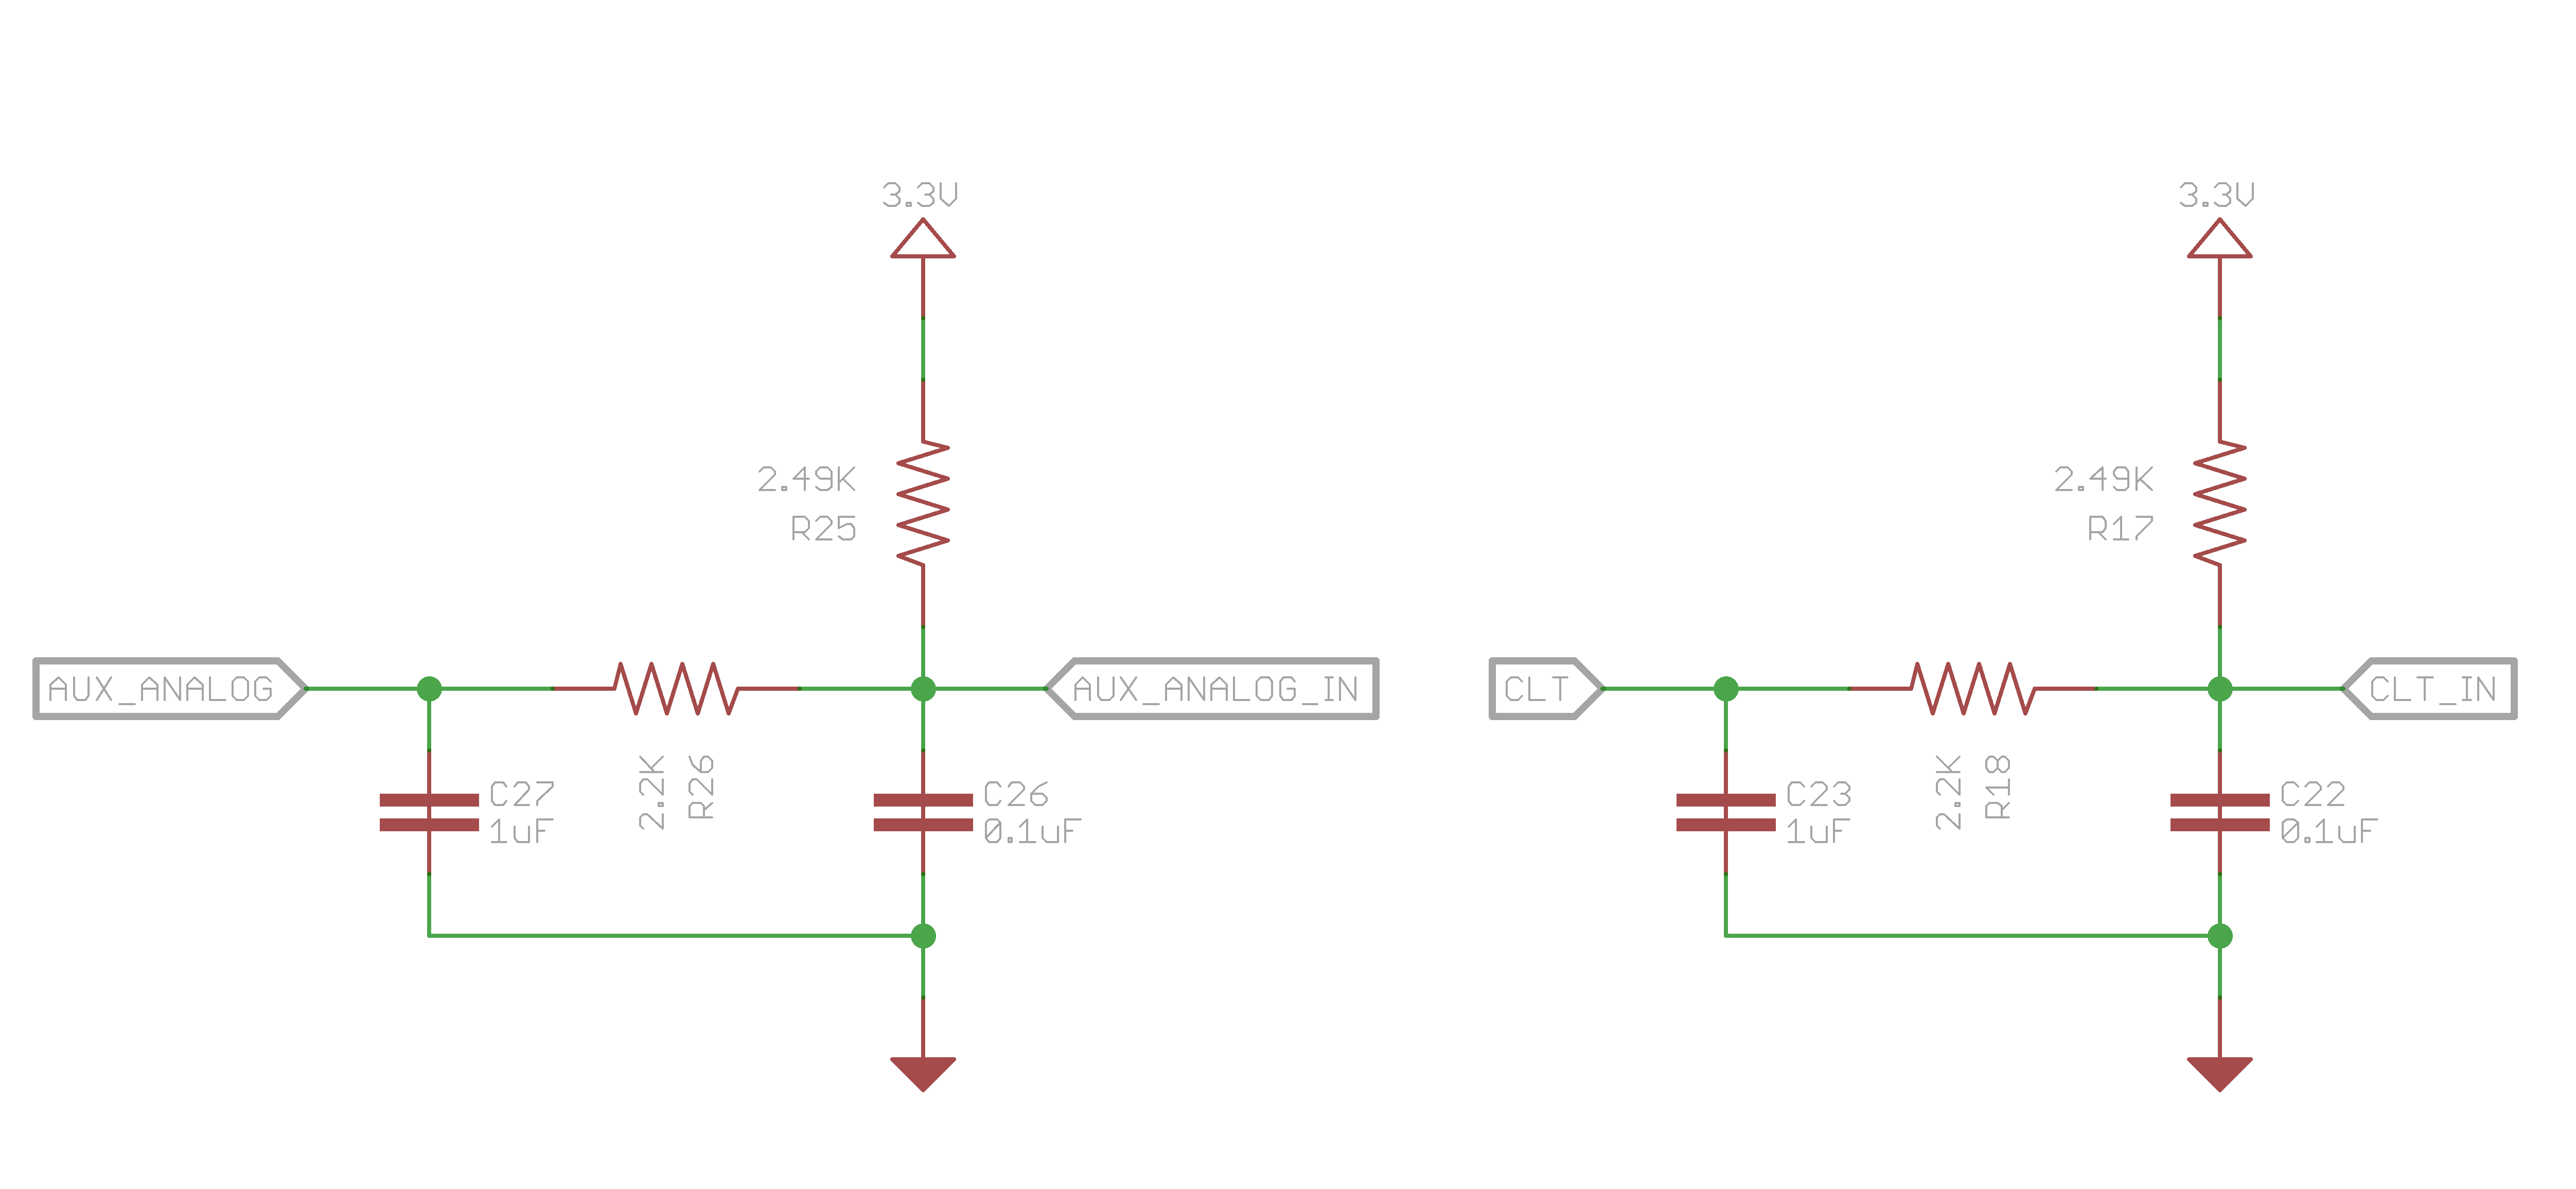 3.3V
2.49K
R25
AUX_ANALOG
AUX_ANALOG_IN
2.2K
R26
C27
1uF
C26
0.1uF
3.3V
2.49K
R17
CLT
CLT_IN
2.2K
R18
C23
1uF
C22
0.1uF